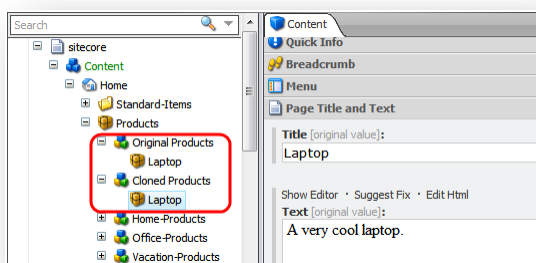 Search
sitecore
Content
Home
Standard-Items
Products
Original Products
Laptop
Cloned Products
Laptop
Home-Products
Office-Products
Vacation-Products
Content
Quick Info
Breadcrumb
Menu
Page Title and Text
Title [original value]:
Laptop
Show Editor · Suggest Fix · Edit Html
Text [original value]:
A very cool laptop.